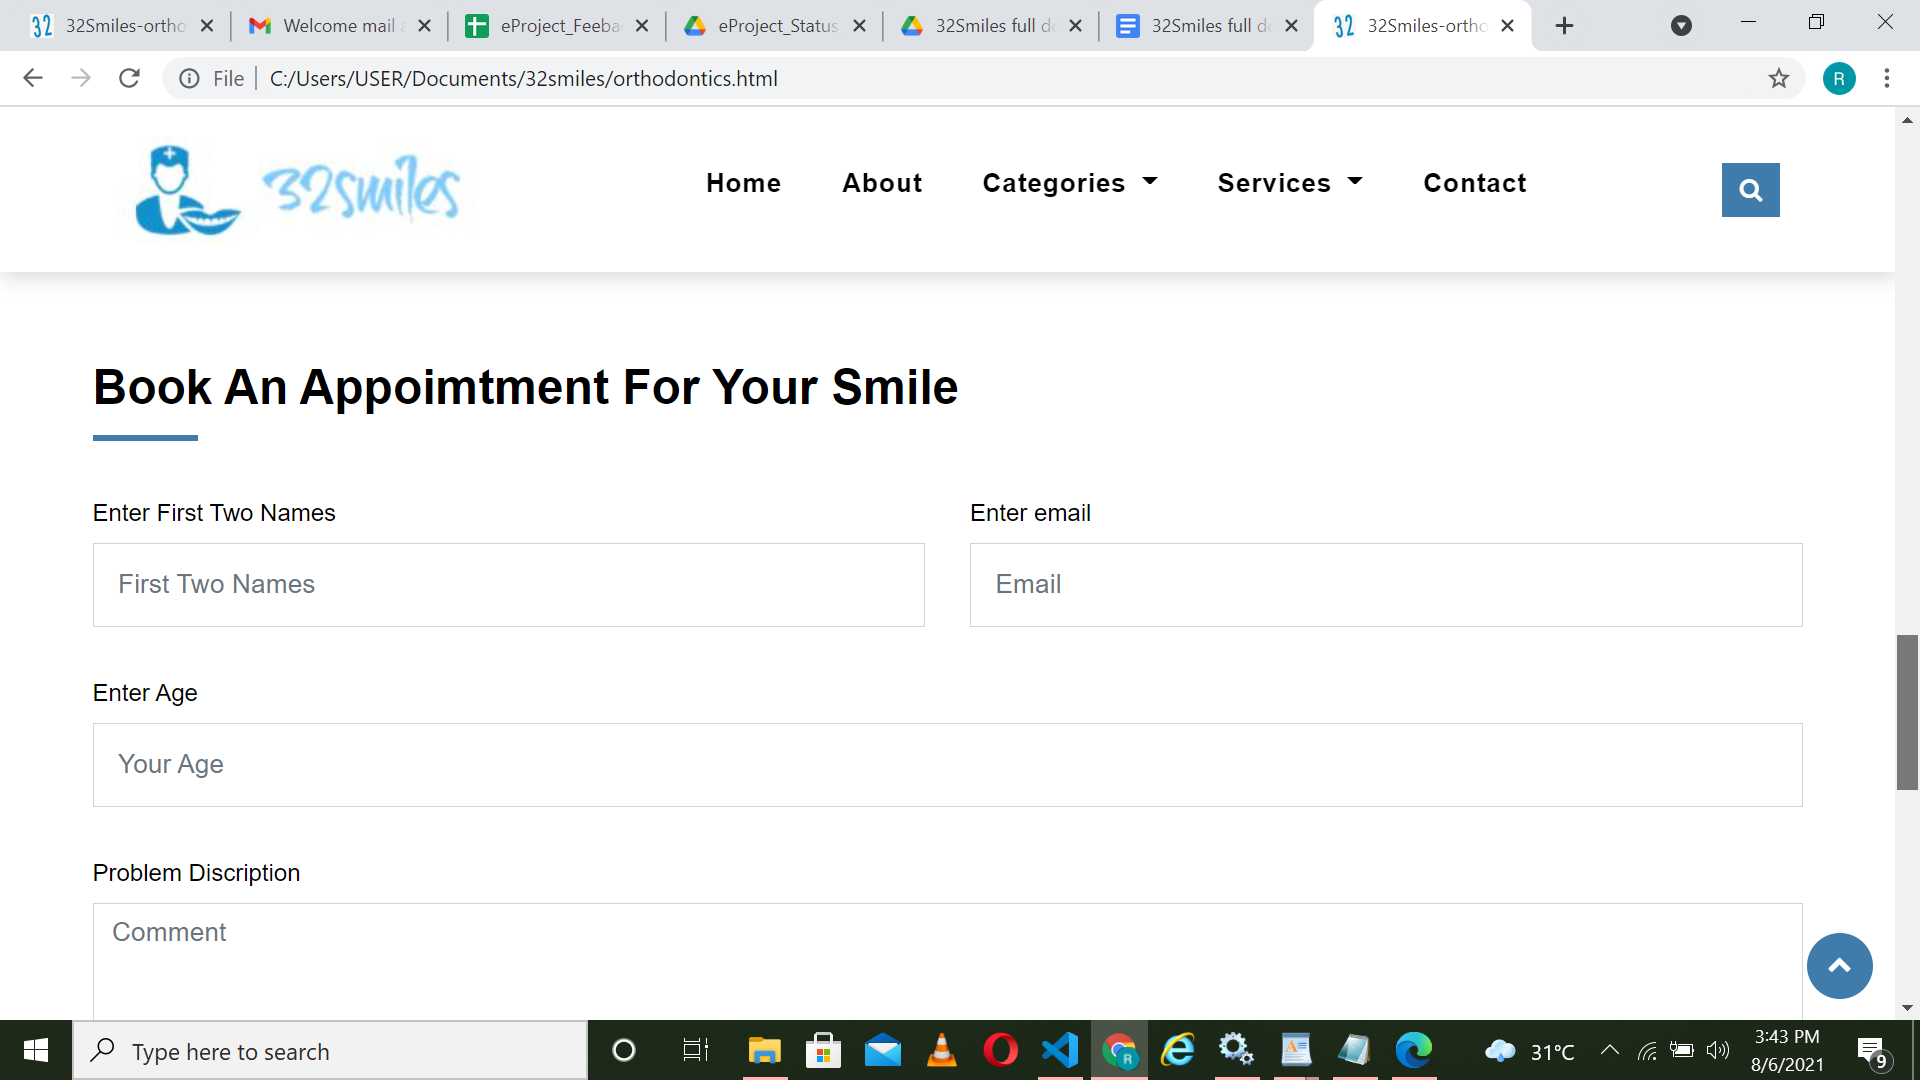 32Smiles-ortho
Welcome mail a
eProject_Feeba
eProject_Status
32Smiles full do
32Smiles full do
32Smiles-ortho
File
C:/Users/USER/Documents/32smiles/orthodontics.html
R
32smiles
Home
About
Categories
Services
Contact
Book An Appoimtment For Your Smile
Enter First Two Names
Enter email
First Two Names
Email
Enter Age
Your Age
Problem Discription
Comment
Type here to search
R
31°C
3:43 PM
8/6/2021
9